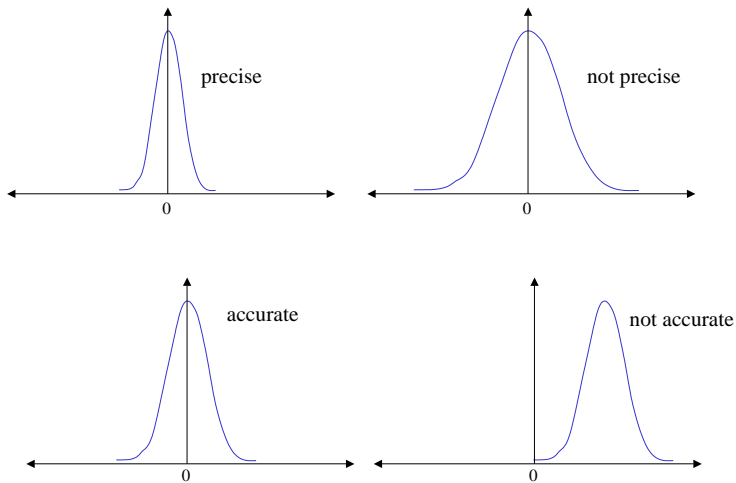 precise
not precise
0
0
accurate
not accurate
0
0